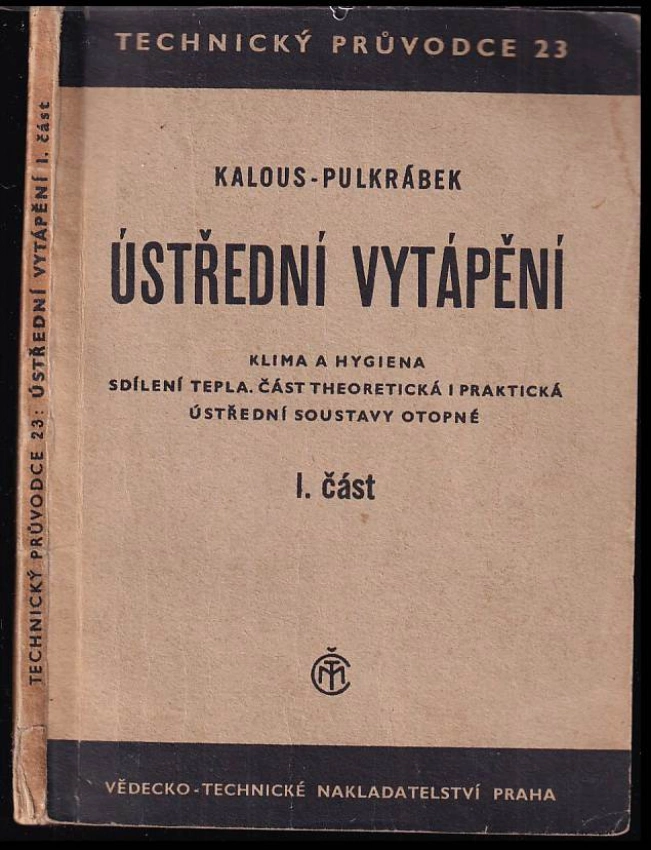 TECHNICKÝ PRŮVODCE 23
KALOUS-PULKRÁBEK
ÚSTŘEDNÍ VYTÁPĚNÍ
KLIMA A HYGIENA
SDÍLENÍ TEPLA. ČÁST THEORETICKÁ I PRAKTICKÁ
ÚSTŘEDNÍ SOUSTAVY OTOPNÉ
I. část
VĚDECKO-TECHNICKÉ NAKLADATELSTVÍ PRAHA
TECHNICKÝ PRŮVODCE 23: ÚSTŘEDNÍ VYTÁPĚNÍ I. část